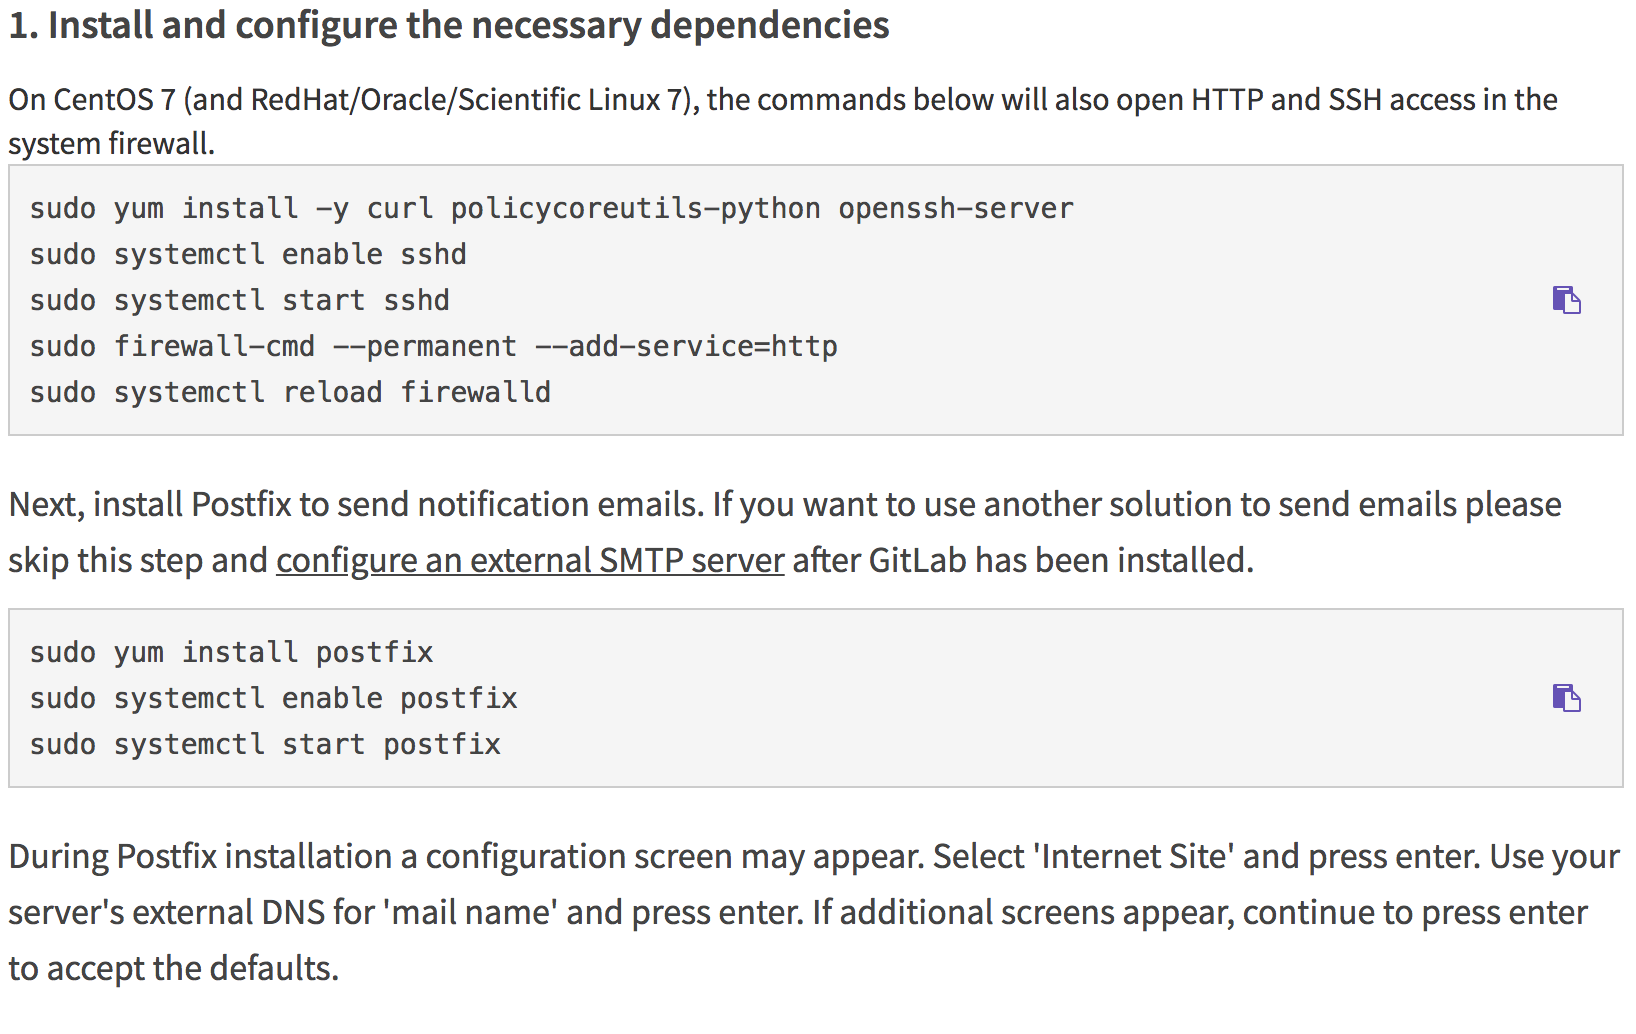 1. Install and configure the necessary dependencies
On CentOS 7 (and RedHat/Oracle/Scientific Linux 7), the commands below will also open HTTP and SSH access in the
system firewall.
sudo yum install -y curl policycoreutils-python openssh-server
sudo systemctl enable sshd
sudo systemctl start sshd
sudo firewall-cmd --permanent --add-service=http
sudo systemctl reload firewalld
Next, install Postfix to send notification emails. If you want to use another solution to send emails please
skip this step and configure an external SMTP server after GitLab has been installed.
sudo yum install postfix
sudo systemctl enable postfix
sudo systemctl start postfix
During Postfix installation a configuration screen may appear. Select 'Internet Site' and press enter. Use your
server's external DNS for 'mail name' and press enter. If additional screens appear, continue to press enter
to accept the defaults.